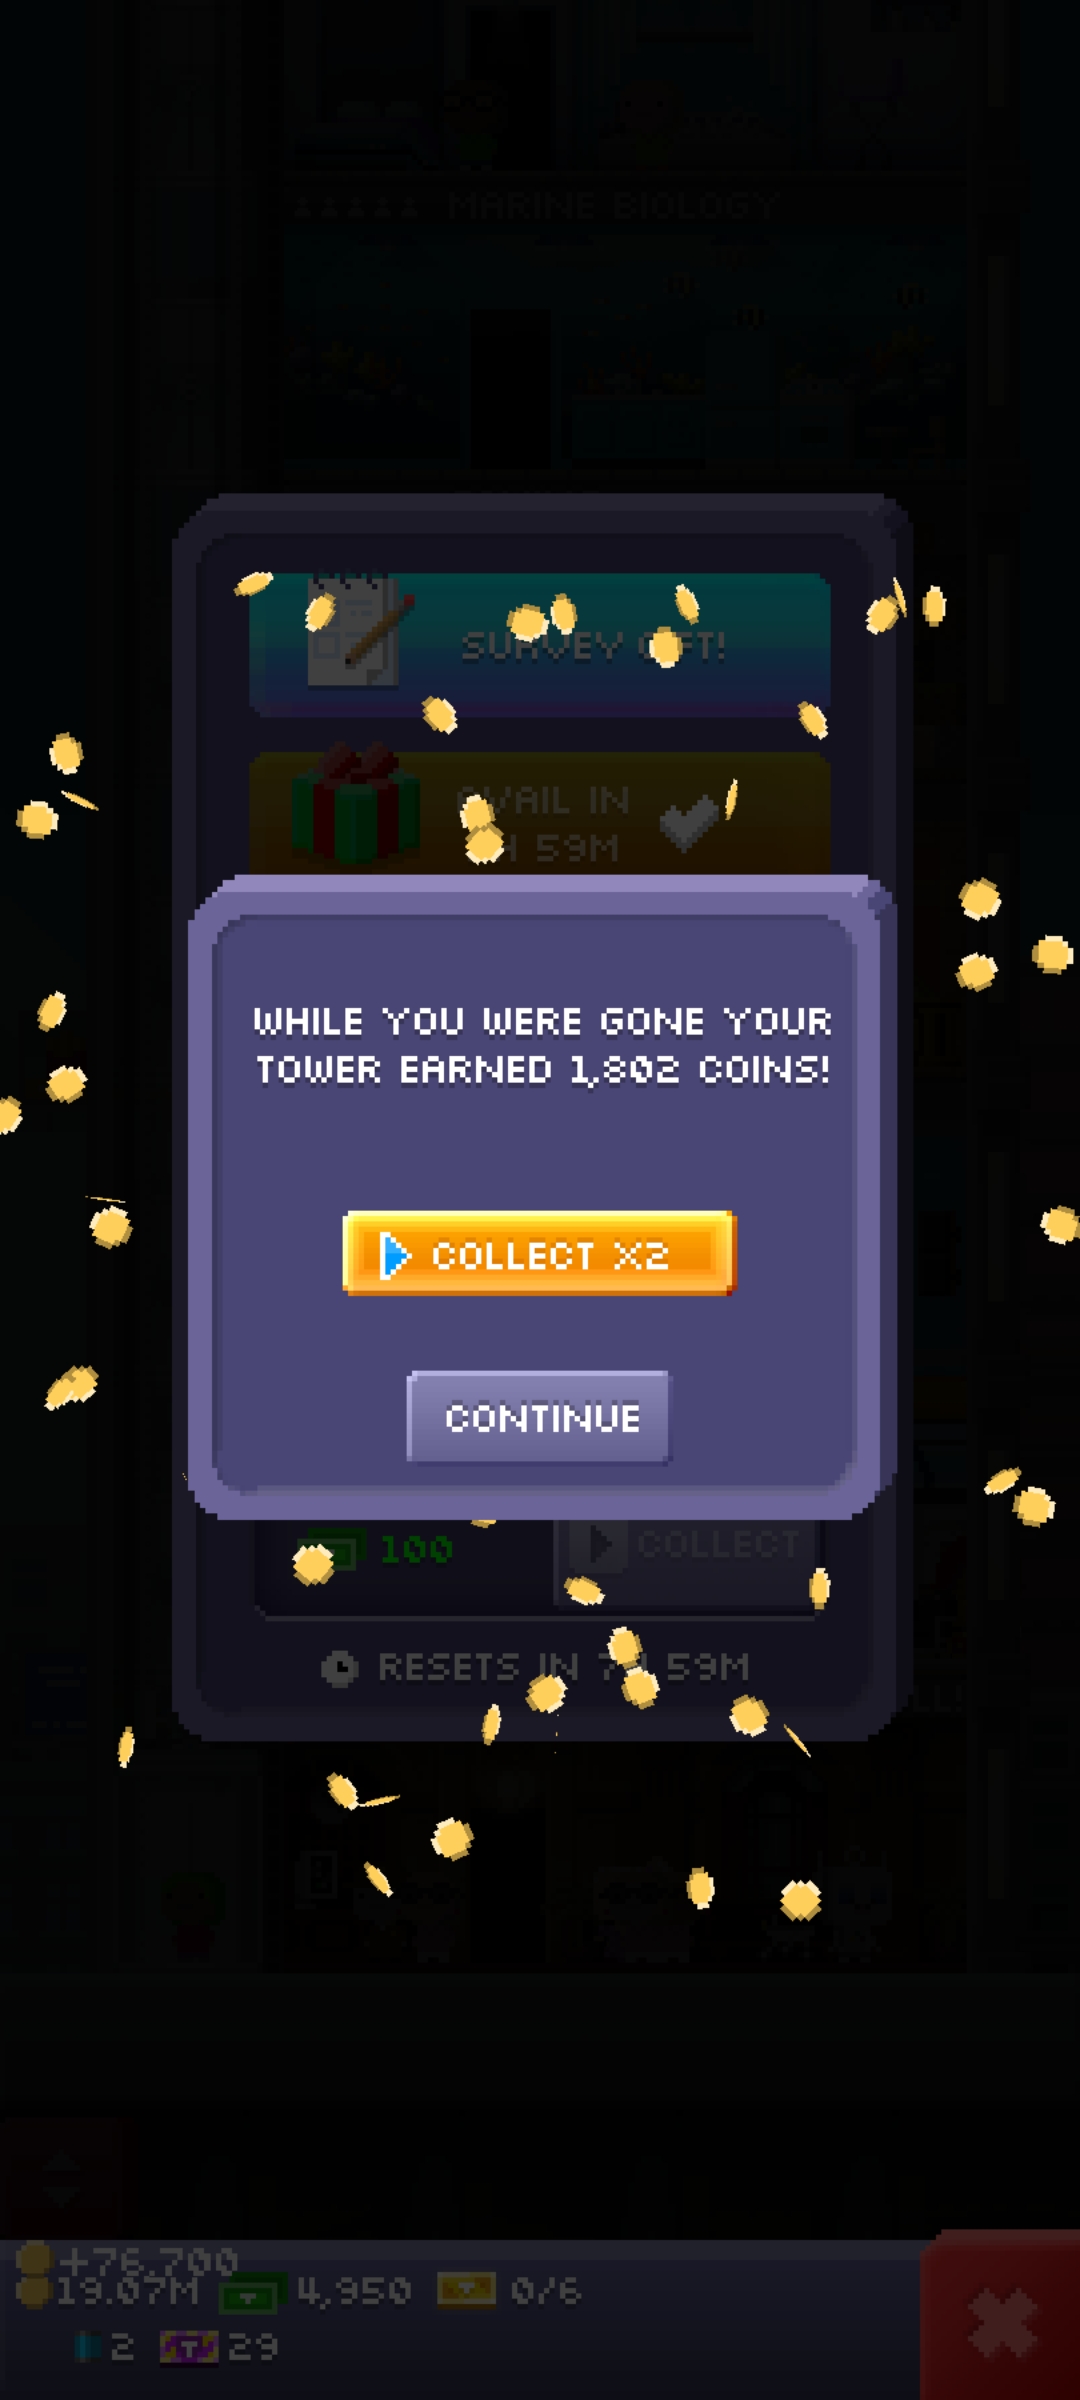 MARINE BIOLOGY
SURVEY
AVAIL IN
59M
WHILE YOU WERE GONE YOUR
TOWER EARNED 1,802 COINS!
COLLECT X2
CONTINUE
100
COLLECT
RESETS IN 59M
+76,700
19.07M 4,950 0/6
2 29